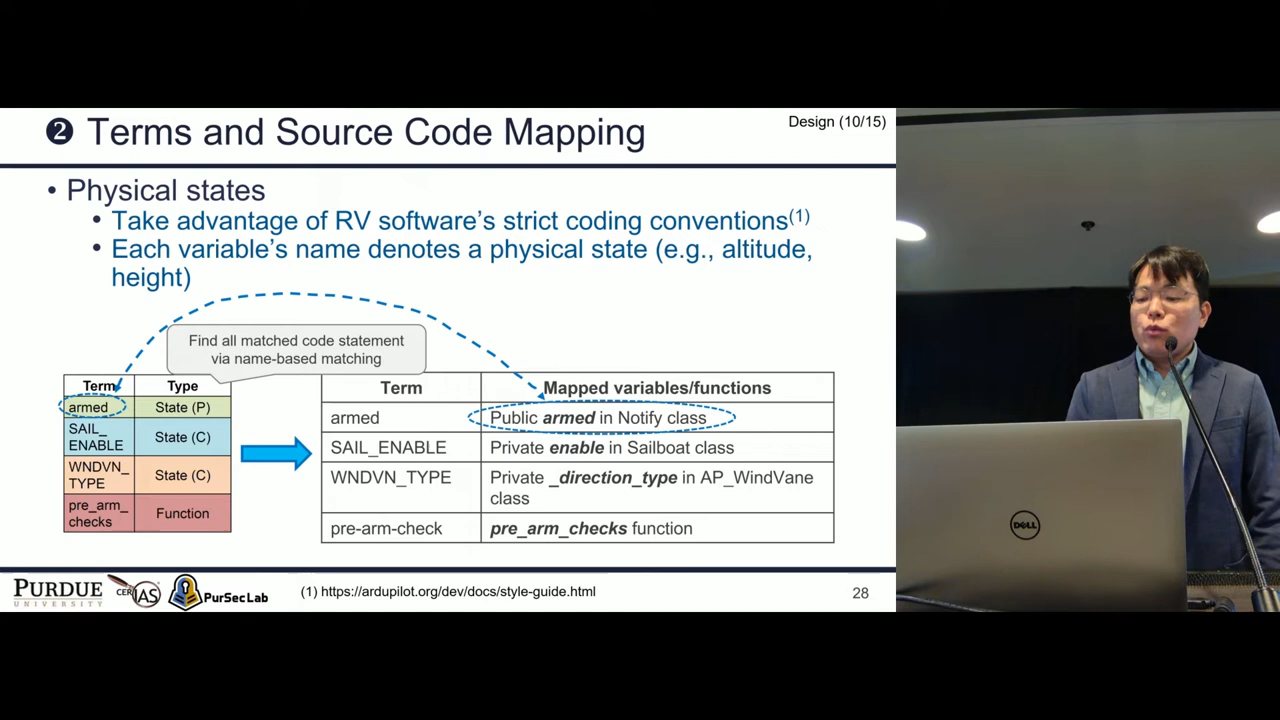 ❷ Terms and Source Code Mapping
Design (10/15)
• Physical states
• Take advantage of RV software's strict coding conventions(1)
• Each variable's name denotes a physical state (e.g., altitude,
height)
Find all matched code statement
via name-based matching
Term Type
armed State (P)
SAIL_
ENABLE State (C)
WNDVN_
TYPE State (C)
pre_arm_
checks Function
Term Mapped variables/functions
armed Public armed in Notify class
SAIL_ENABLE Private enable in Sailboat class
WNDVN_TYPE Private _direction_type in AP_WindVane
class
pre-arm-check pre_arm_checks function
PURDUE
UNIVERSITY
CERIAS
PurSecLab
(1) https://ardupilot.org/dev/docs/style-guide.html
28
DELL